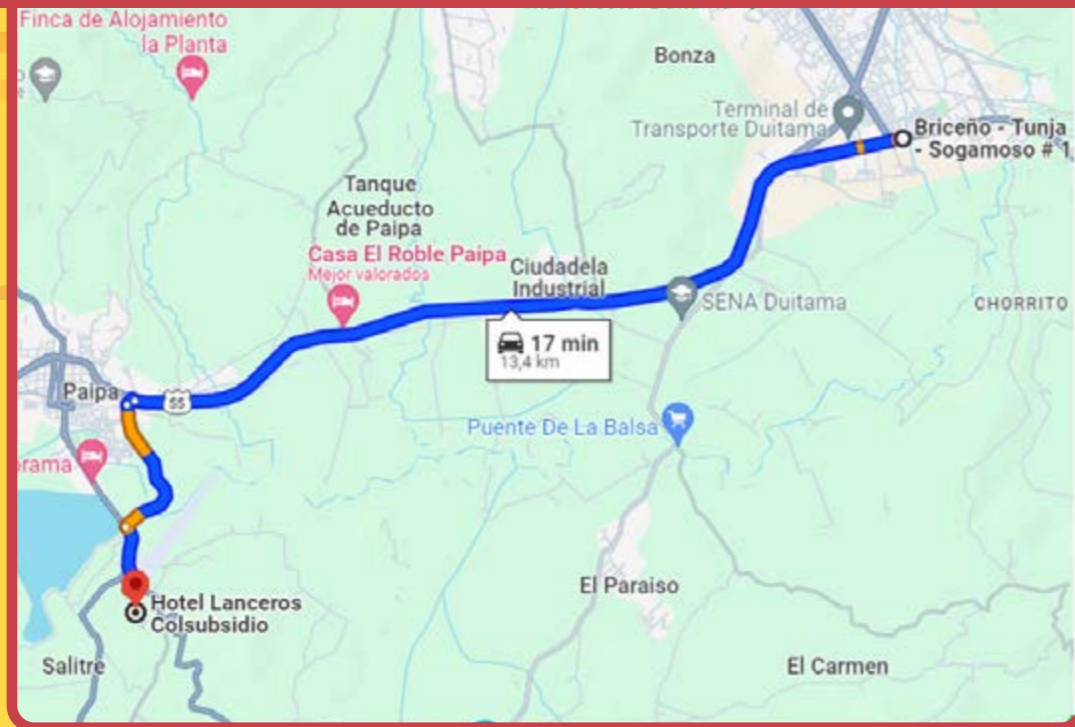 Finca de Alojamiento
la Planta
Bonza
Terminal de
Transporte Duitama
Briceño - Tunja
- Sogamoso # 1
Tanque
Acueducto
de Paipa
Casa El Roble Paipa
Mejor valorados
Ciudadela
Industrial
SENA Duitama
CHORRITO
17 min
13,4 km
Paipa
55
Puente De La Balsa
orama
El Paraiso
Hotel Lanceros
Colsubsidio
Salitre
El Carmen